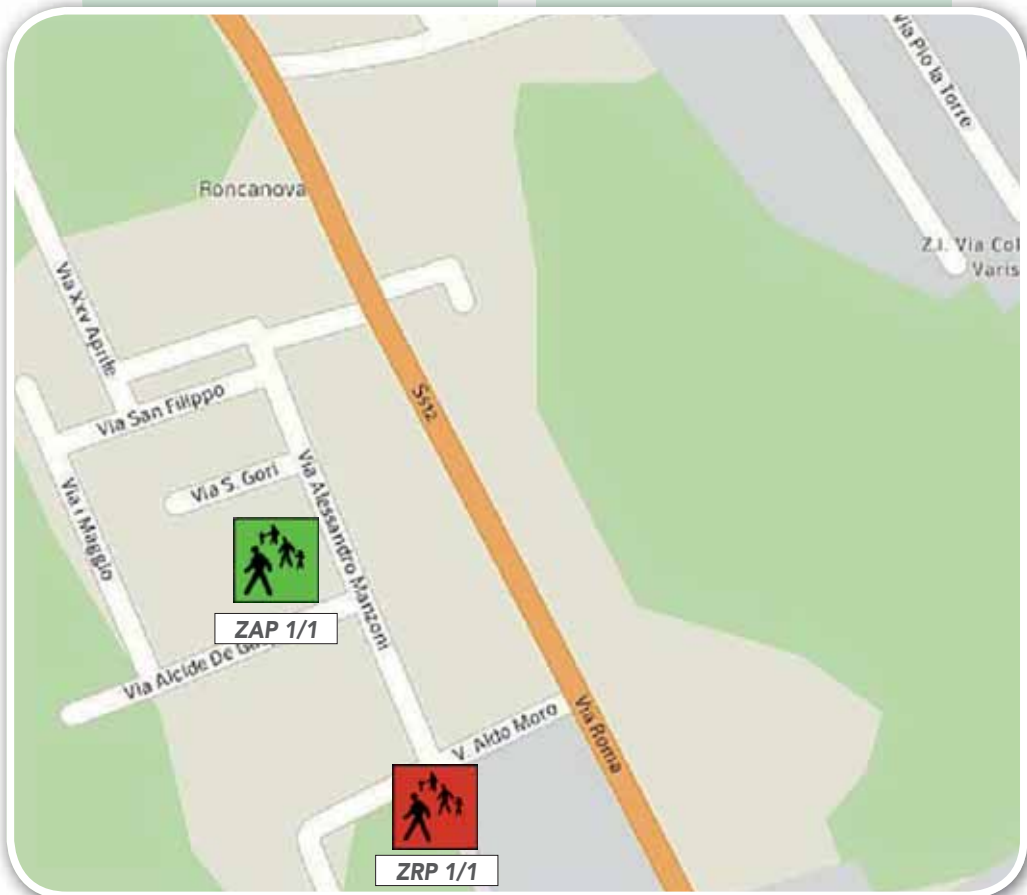 Via Pio la Torre
Roncanova
Z.I. Via Col
Varis
Via Xxv Aprile
S512
Via San Filippo
Via S. Gori
Via Alessandro Manzoni
Via I Maggio
ZAP 1/1
Via Alcide De
V. Aldo Moro
Via Roma
ZRP 1/1